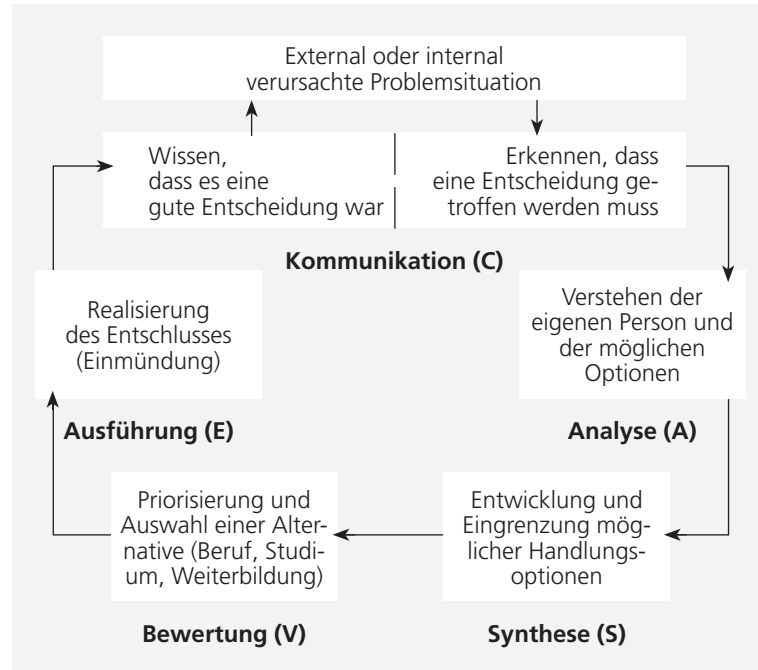 External oder internal
verursachte Problemsituation
Wissen,
dass es eine
gute Entscheidung war
Erkennen, dass
eine Entscheidung ge-
troffen werden muss
Kommunikation (C)
Realisierung
des Entschlusses
(Einmündung)
Verstehen der
eigenen Person und
der möglichen
Optionen
Ausführung (E)
Analyse (A)
Priorisierung und
Auswahl einer Alter-
native (Beruf, Studi-
um, Weiterbildung)
Entwicklung und
Eingrenzung mög-
licher Handlungs-
optionen
Bewertung (V)
Synthese (S)